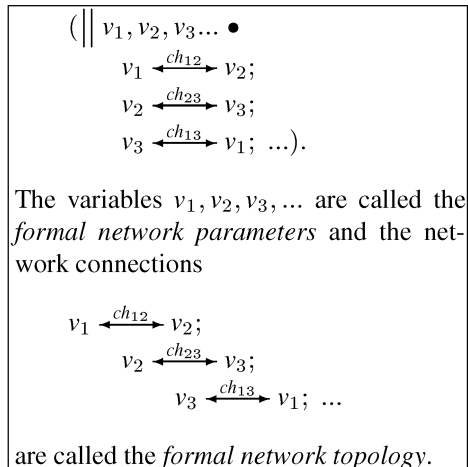 (‖ v₁, v₂, v₃... •
v₁ ←ch₁₂→ v₂;
v₂ ←ch₂₃→ v₃;
v₃ ←ch₁₃→ v₁; ...).
The variables v₁, v₂, v₃, ... are called the
formal network parameters and the net-
work connections
v₁ ←ch₁₂→ v₂;
v₂ ←ch₂₃→ v₃;
v₃ ←ch₁₃→ v₁; ...
are called the formal network topology.